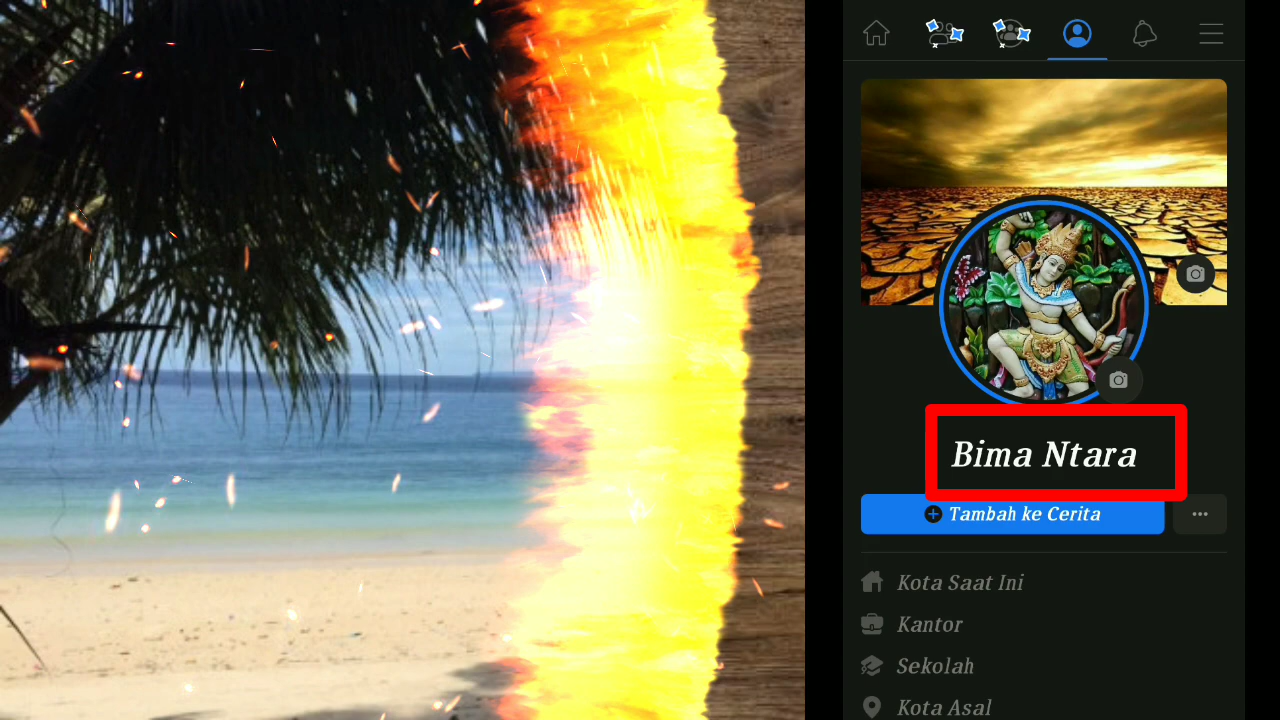 Bima Ntara
Tambah ke Cerita
Kota Saat Ini
Kantor
Sekolah
Kota Asal